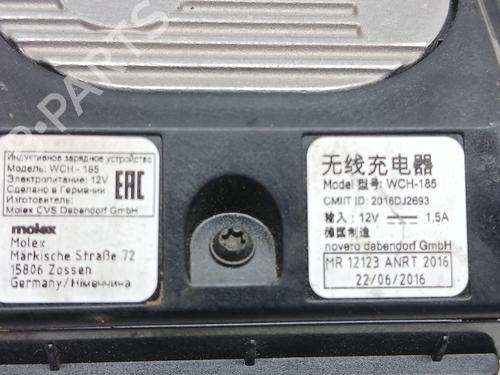 Индуктивное зарядное устройство
Модель: WCH - 185
Электропитание: 12V
Сделано в Германии
Изготовитель:
Molex CVS Dabendorf GmbH
EAC
molex
Molex
Märkische Straße 72
15806 Zossen
Germany/Німеччина
无线充电器
Model 型号: WCH-185
CMIIT ID: 2016DJ2693
输入: 12V ⎓ 1,5A
德国制造
novero dabendorf GmbH
MR 12123 ANRT 2016
22/06/2016
PARTS